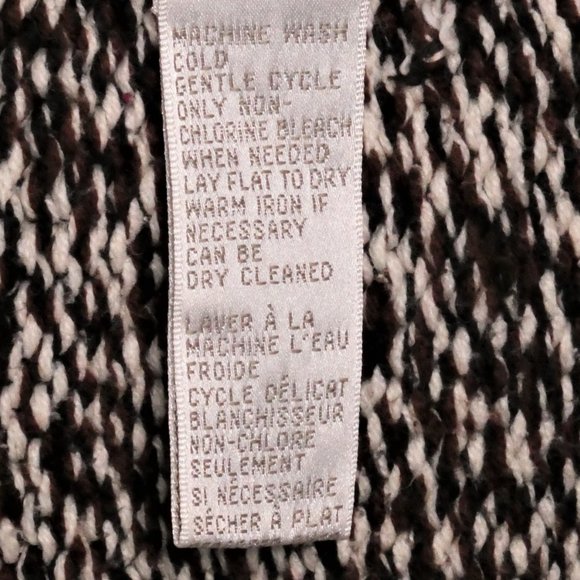 MACHINE WASH
COLD
GENTLE CYCLE
ONLY NON-
CHLORINE BLEACH
WHEN NEEDED
LAY FLAT TO DRY
WARM IRON IF
NECESSARY
CAN BE
DRY CLEANED
LAVER À LA
MACHINE L'EAU
FROIDE
CYCLE DÉLICAT
BLANCHISSEUR
NON-CHLORE
SEULEMENT
SI NÉCESSAIRE
SÉCHER À PLAT